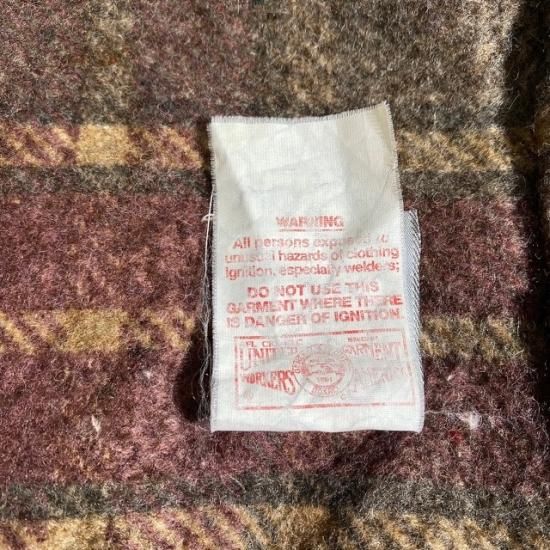 WARNING
All persons exposed to
unusual hazards of clothing
ignition, especially welders;
DO NOT USE THIS
GARMENT WHERE THERE
IS DANGER OF IGNITION.
UNITED GARMENT
WORKERS AMERICA